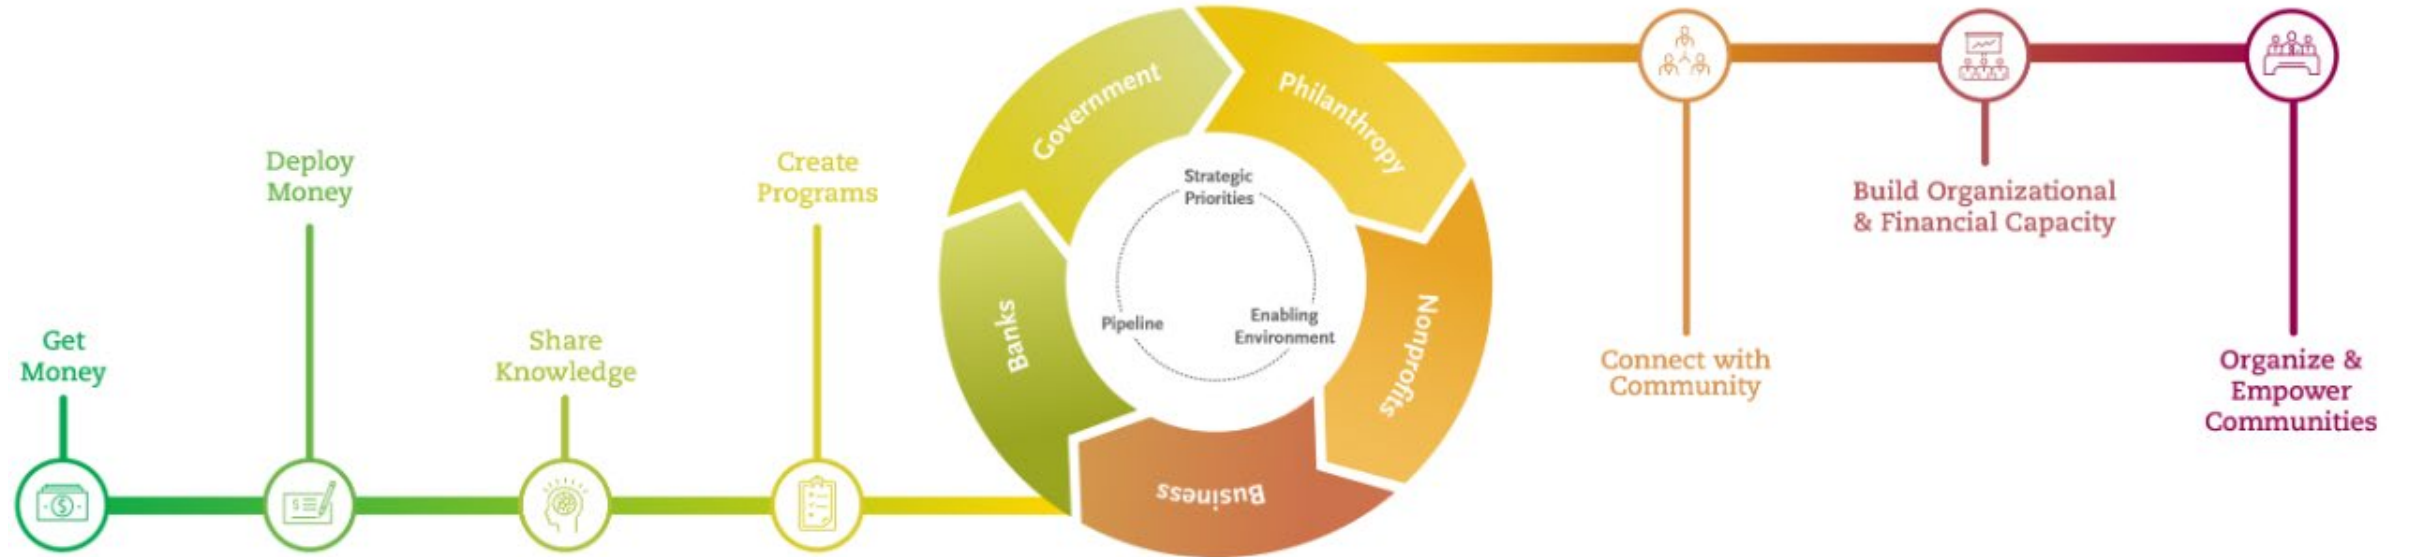 Get
Money
Deploy
Money
Share
Knowledge
Create
Programs
Government
Philanthropy
Nonprofits
Business
Banks
Strategic
Priorities
Enabling
Environment
Pipeline
Connect with
Community
Build Organizational
& Financial Capacity
Organize &
Empower
Communities